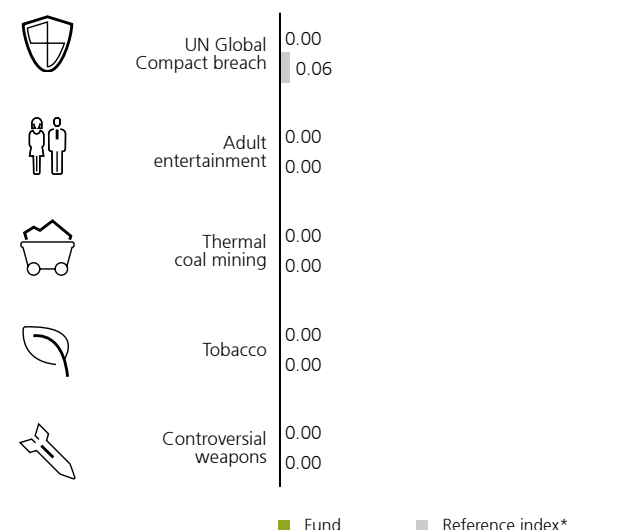 UN Global
Compact breach
0.00
0.06
Adult
entertainment
0.00
0.00
Thermal
coal mining
0.00
0.00
Tobacco
0.00
0.00
Controversial
weapons
0.00
0.00
Fund
Reference index*